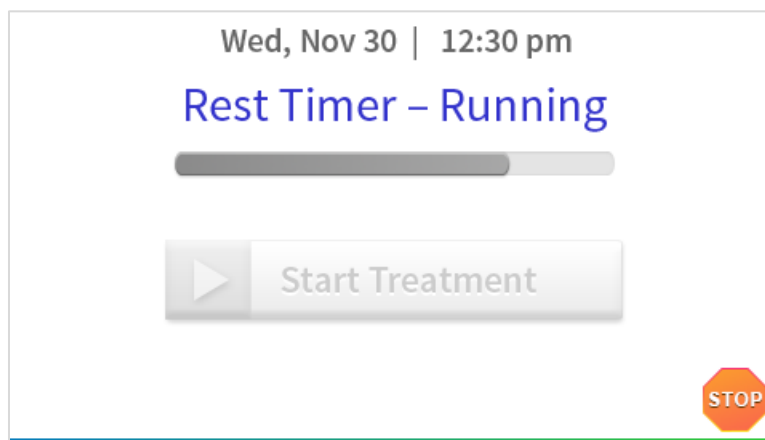 Wed, Nov 30 | 12:30 pm
Rest Timer – Running
Start Treatment
STOP